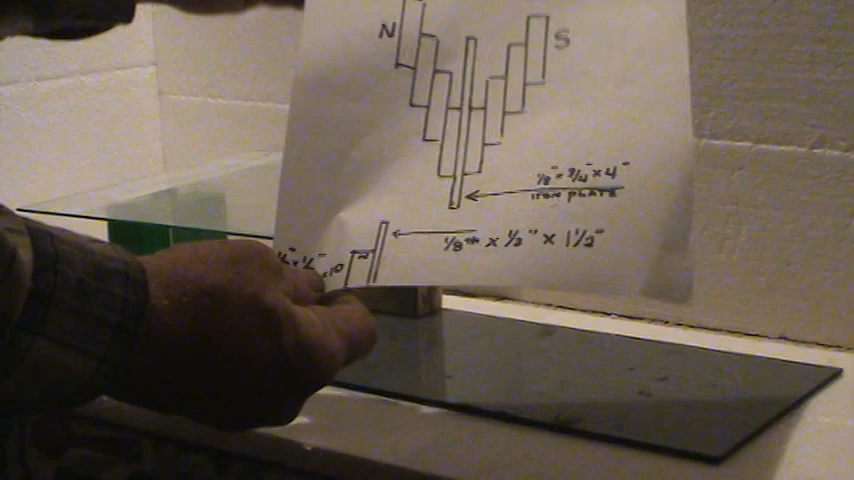 N S
1/8" × 3/4" × 4"
IRON PLATE
1/8 × 1/2" × 1 1/2"
N